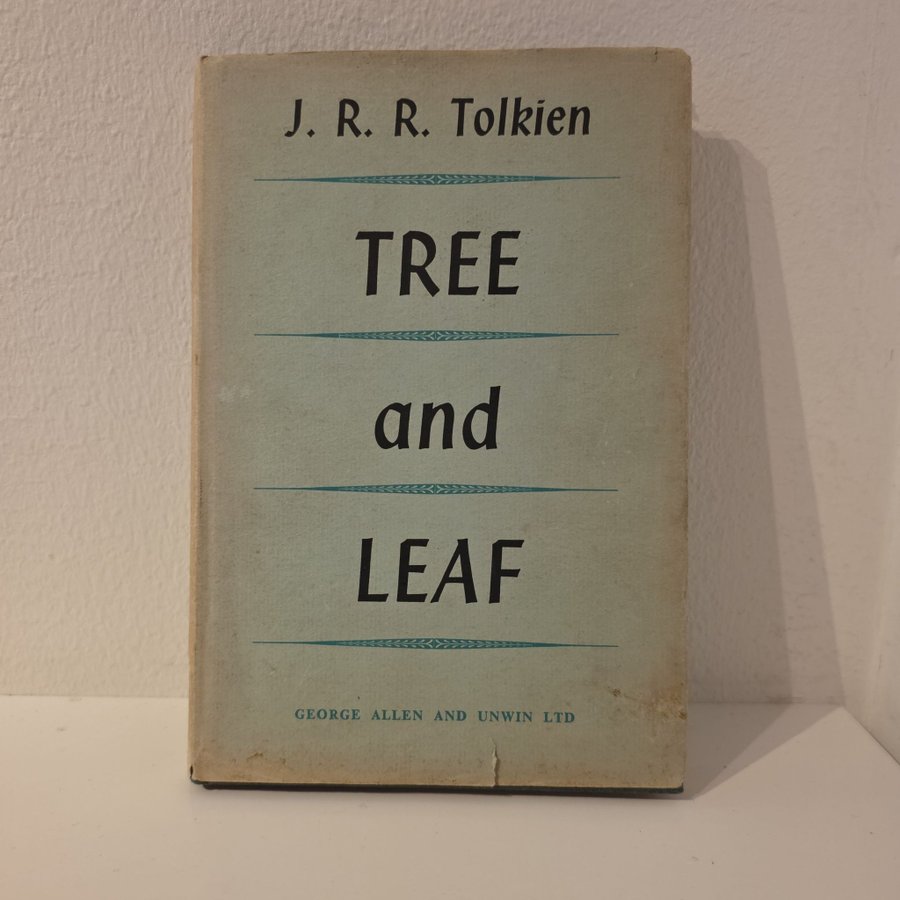 J. R. R. Tolkien
TREE
and
LEAF
GEORGE ALLEN AND UNWIN LTD